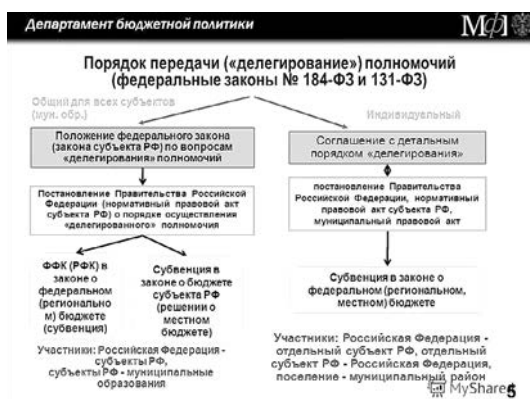 Департамент бюджетной политики
МФ
Порядок передачи («делегирование») полномочий
(федеральные законы № 184-ФЗ и 131-ФЗ)
Общий для всех субъектов
(мун. обр.)
Индивидуальный
Положение федерального закона
(закона субъекта РФ) по вопросам
«делегирования» полномочий
Соглашение с детальным
порядком «делегирования»
Постановление Правительства Российской
Федерации (нормативный правовой акт
субъекта РФ) о порядке осуществления
«делегированного» полномочия
постановление Правительства
Российской Федерации, нормативный
правовой акт субъекта РФ,
муниципальный правовой акт
ФФК (РФК) в
законе о
федеральном
(регионально
м) бюджете
(субвенция)
Субвенция в
законе о бюджете
субъекта РФ
(решении о
местном
бюджете)
Субвенция в законе о
федеральном (региональном,
местном) бюджете
Участники: Российская Федерация -
субъекты РФ,
субъекты РФ - муниципальные
образования
Участники: Российская Федерация -
отдельный субъект РФ, отдельный
субъект РФ - Российская Федерация,
поселение - муниципальный район
MyShare
5